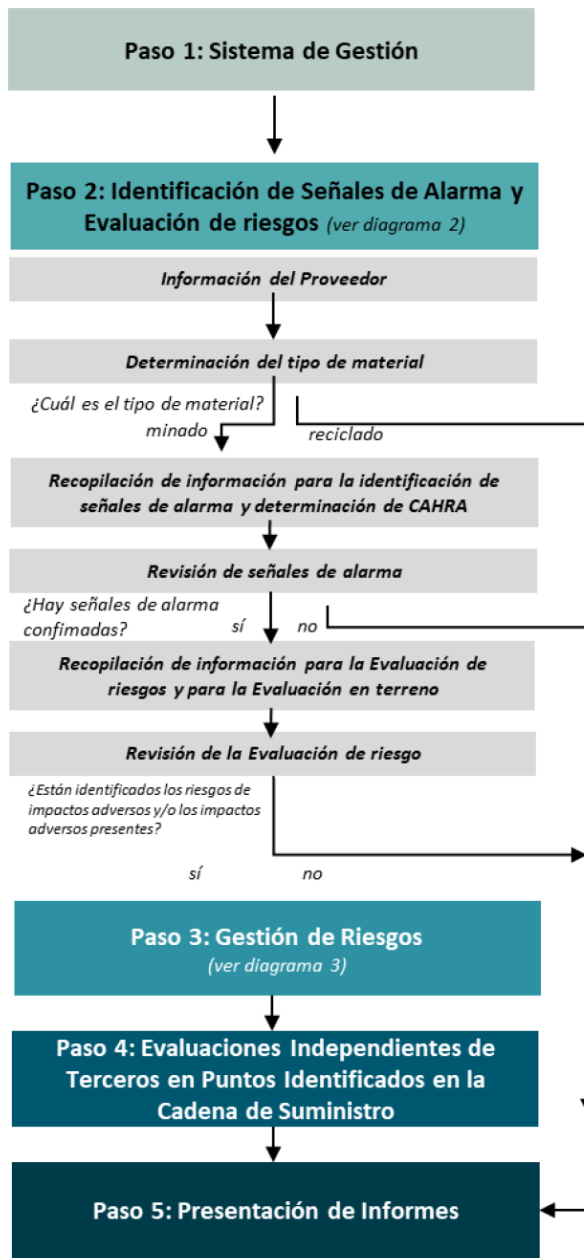 Paso 1: Sistema de Gestión
Paso 2: Identificación de Señales de Alarma y
Evaluación de riesgos (ver diagrama 2)
Información del Proveedor
Determinación del tipo de material
¿Cuál es el tipo de material?
minado
reciclado
Recopilación de información para la identificación de
señales de alarma y determinación de CAHRA
Revisión de señales de alarma
¿Hay señales de alarma
confimadas?
sí
no
Recopilación de información para la Evaluación de
riesgos y para la Evaluación en terreno
Revisión de la Evaluación de riesgo
¿Están identificados los riesgos de
impactos adversos y/o los impactos
adversos presentes?
sí
no
Paso 3: Gestión de Riesgos
(ver diagrama 3)
Paso 4: Evaluaciones Independientes de
Terceros en Puntos Identificados en la
Cadena de Suministro
Paso 5: Presentación de Informes